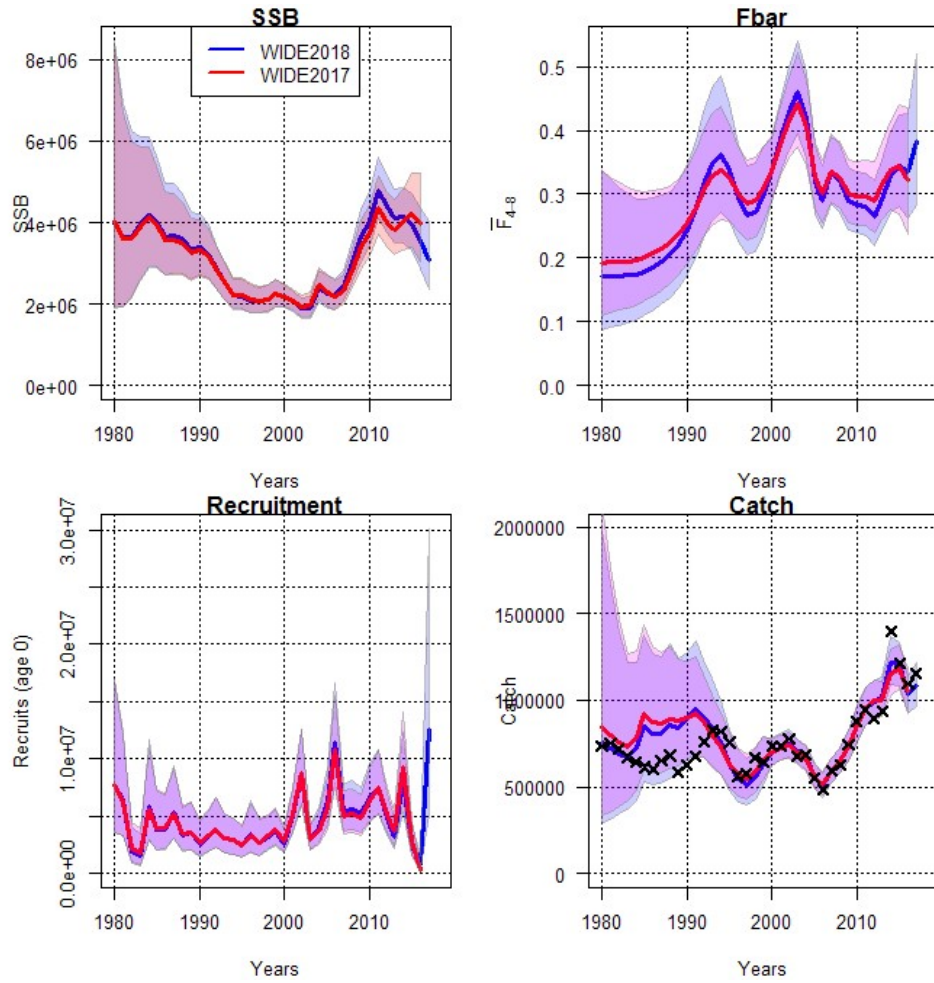 SSB
WIDE2018
WIDE2017
8e+06
6e+06
4e+06
2e+06
0e+00
SSB
1980 1990 2000 2010
Years
Fbar
0.5
0.4
0.3
0.2
0.1
0.0
F̅4-8
1980 1990 2000 2010
Years
Recruitment
3.0e+07
2.0e+07
1.0e+07
0.0e+00
Recruits (age 0)
1980 1990 2000 2010
Years
Catch
2000000
1500000
1000000
500000
0
Catch
1980 1990 2000 2010
Years